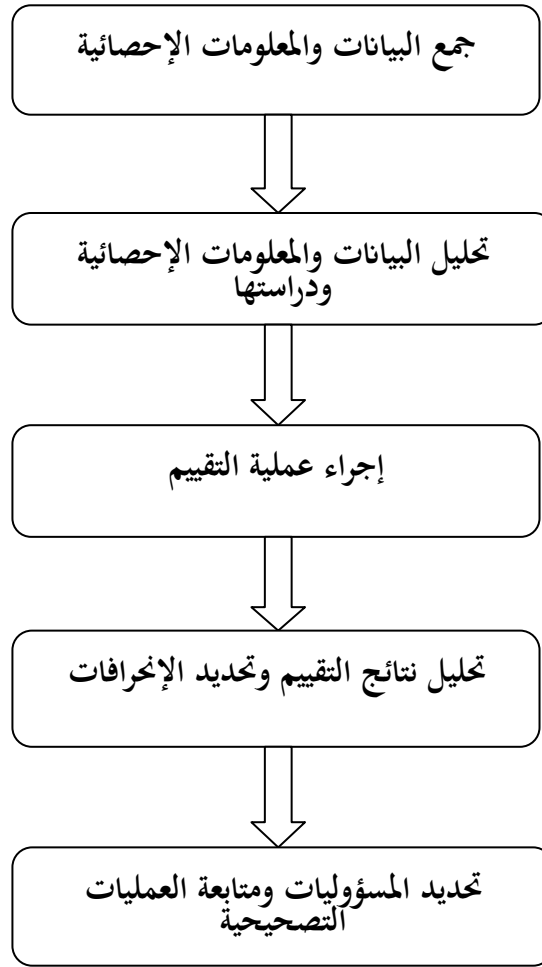 جمع البيانات والمعلومات الإحصائية
تحليل البيانات والمعلومات الإحصائية
ودراستها
إجراء عملية التقييم
تحليل نتائج التقييم وتحديد الإنحرافات
تحديد المسؤوليات ومتابعة العمليات
التصحيحية